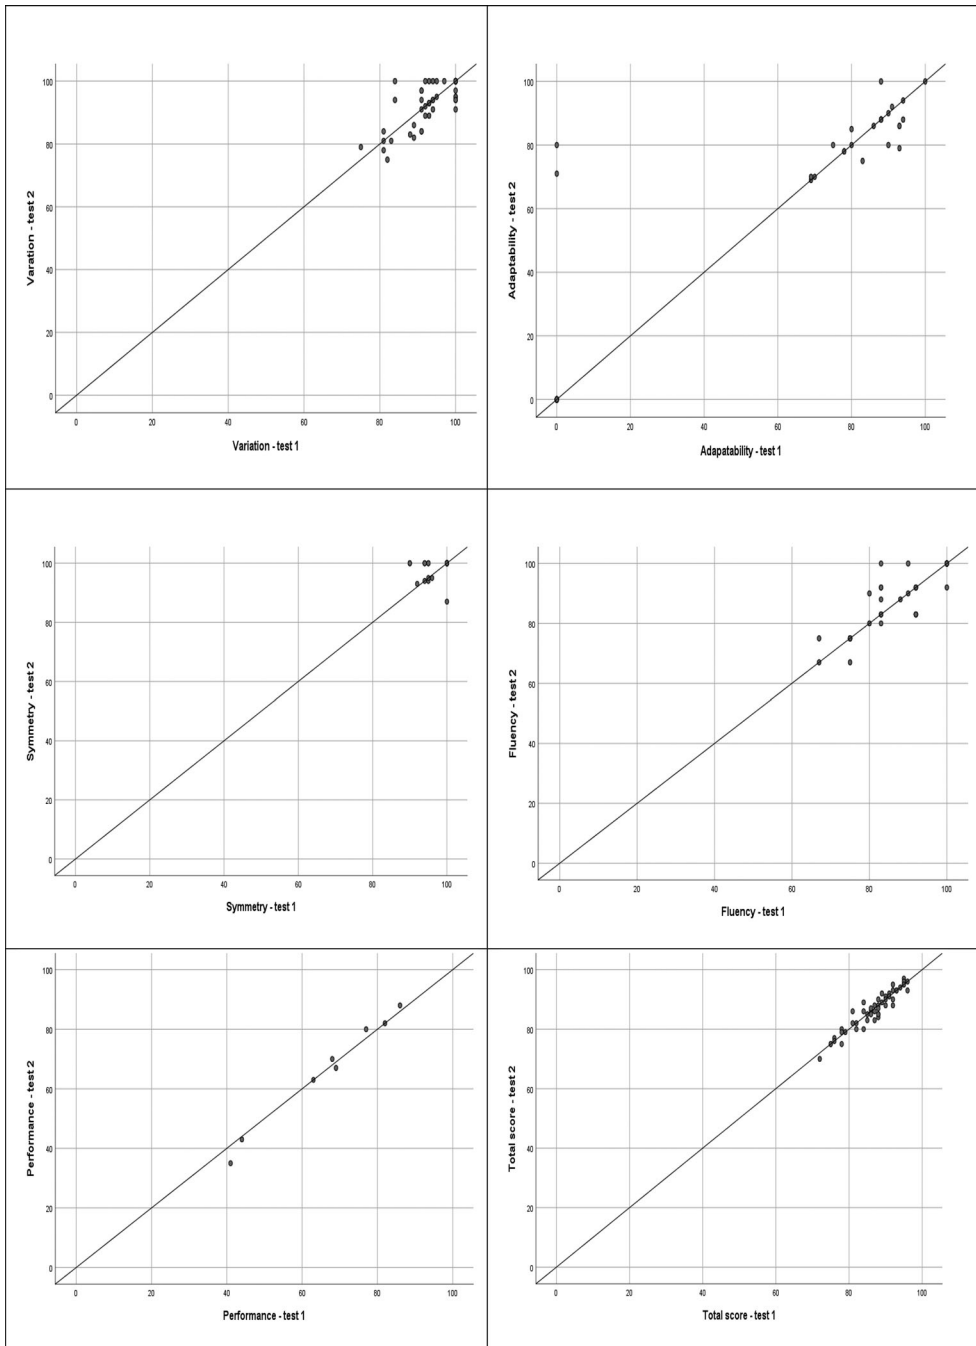 Varation - test 2
100
80
60
40
20
0
0 20 40 60 80 100
Variation - test 1
Adaptability - test 2
100
80
60
40
20
0
0 20 40 60 80 100
Adapatability - test 1
Symmetry - test 2
100
80
60
40
20
0
0 20 40 60 80 100
Symmetry - test 1
Fluency - test 2
100
80
60
40
20
0
0 20 40 60 80 100
Fluency - test 1
Performance - test 2
100
80
60
40
20
0
0 20 40 60 80 100
Performance - test 1
Total score - test 2
100
80
60
40
20
0
0 20 40 60 80 100
Total score - test 1